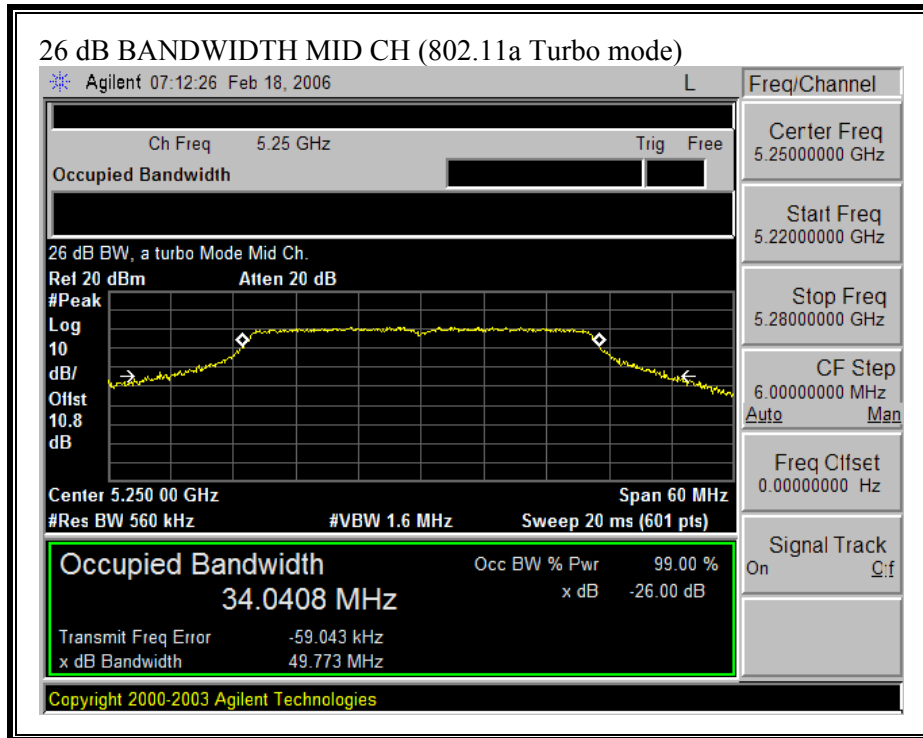 26 dB BANDWIDTH MID CH (802.11a Turbo mode)
Agilent 07:12:26 Feb 18, 2006 L
Freq/Channel
Ch Freq 5.25 GHz Trig Free
Occupied Bandwidth
Center Freq
5.25000000 GHz
Start Freq
5.22000000 GHz
Stop Freq
5.28000000 GHz
CF Step
6.00000000 MHz
Auto Man
Freq Offset
0.00000000 Hz
Signal Track
On Off
26 dB BW, a turbo Mode Mid Ch.
Ref 20 dBm Atten 20 dB
#Peak
Log
10
dB/
Offst
10.8
dB
Center 5.250 00 GHz Span 60 MHz
#Res BW 560 kHz #VBW 1.6 MHz Sweep 20 ms (601 pts)
Occupied Bandwidth
34.0408 MHz
Occ BW % Pwr 99.00 %
x dB -26.00 dB
Transmit Freq Error -59.043 kHz
x dB Bandwidth 49.773 MHz
Copyright 2000-2003 Agilent Technologies